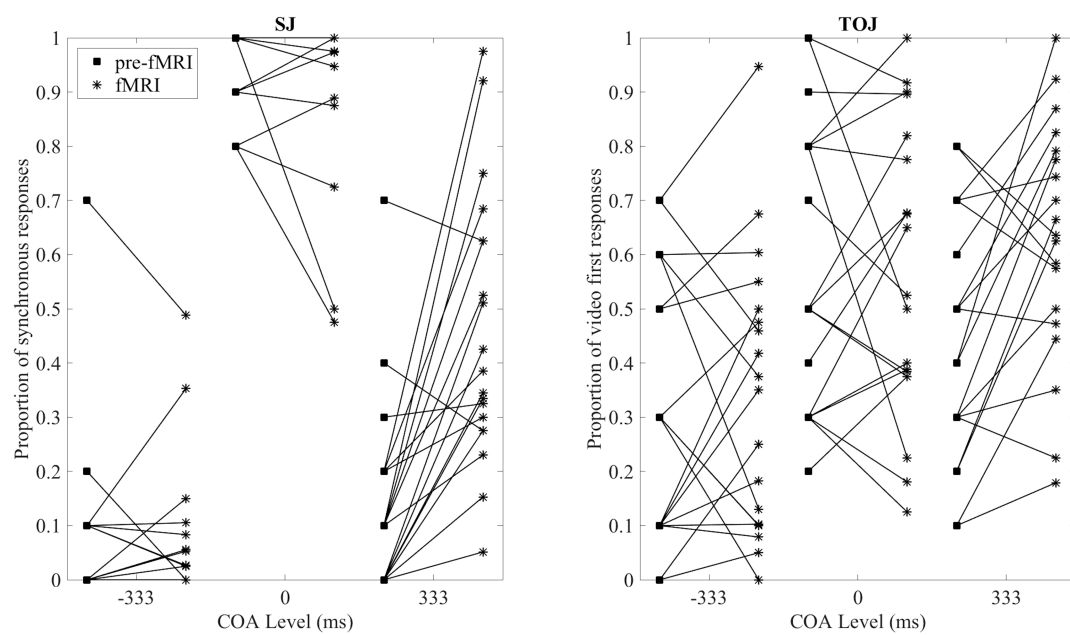 SJ
pre-fMRI
fMRI
Proportion of synchronous responses
1
0.9
0.8
0.7
0.6
0.5
0.4
0.3
0.2
0.1
0
-333 0 333
COA Level (ms)
TOJ
Proportion of video first responses
1
0.9
0.8
0.7
0.6
0.5
0.4
0.3
0.2
0.1
0
-333 0 333
COA Level (ms)